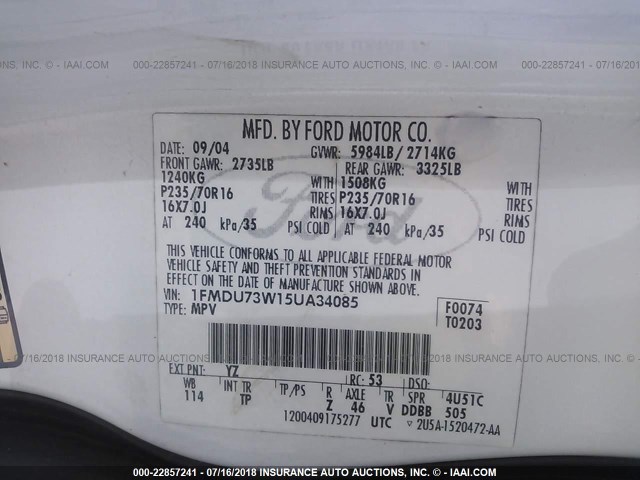 000-22857241 - 07/16/2018 INSURANCE AUTO AUCTIONS, INC. © - IAAI.COM
MFD. BY FORD MOTOR CO.
DATE: 09/04 GVWR: 5984LB/ 2714KG
FRONT GAWR: 2735LB REAR GAWR: 3325LB
1240KG WITH 1508KG WITH
P235/70R16 TIRES P235/70R16 TIRES
16X7.0J RIMS 16X7.0J RIMS
AT 240 kPa/35 PSI COLD AT 240 kPa/35 PSI COLD
Ford
THIS VEHICLE CONFORMS TO ALL APPLICABLE FEDERAL MOTOR
VEHICLE SAFETY AND THEFT PREVENTION STANDARDS IN
EFFECT ON THE DATE OF MANUFACTURE SHOWN ABOVE.
VIN: 1FMDU73W15UA34085
TYPE: MPV
F0074
T0203
EXT PNT: YZ RC: 53 DSO:
WB INT TR TP/PS R AXLE TR SPR 4U51C
114 TP Z 46 V DDBB 505
1200409175277 UTC 2U5A-1520472-AA
000-22857241 - 07/16/2018 INSURANCE AUTO AUCTIONS, INC. © - IAAI.COM
000-22857241 - 07/16/2018 INSURANCE AUTO AUCTIONS, INC. © - IAAI.COM